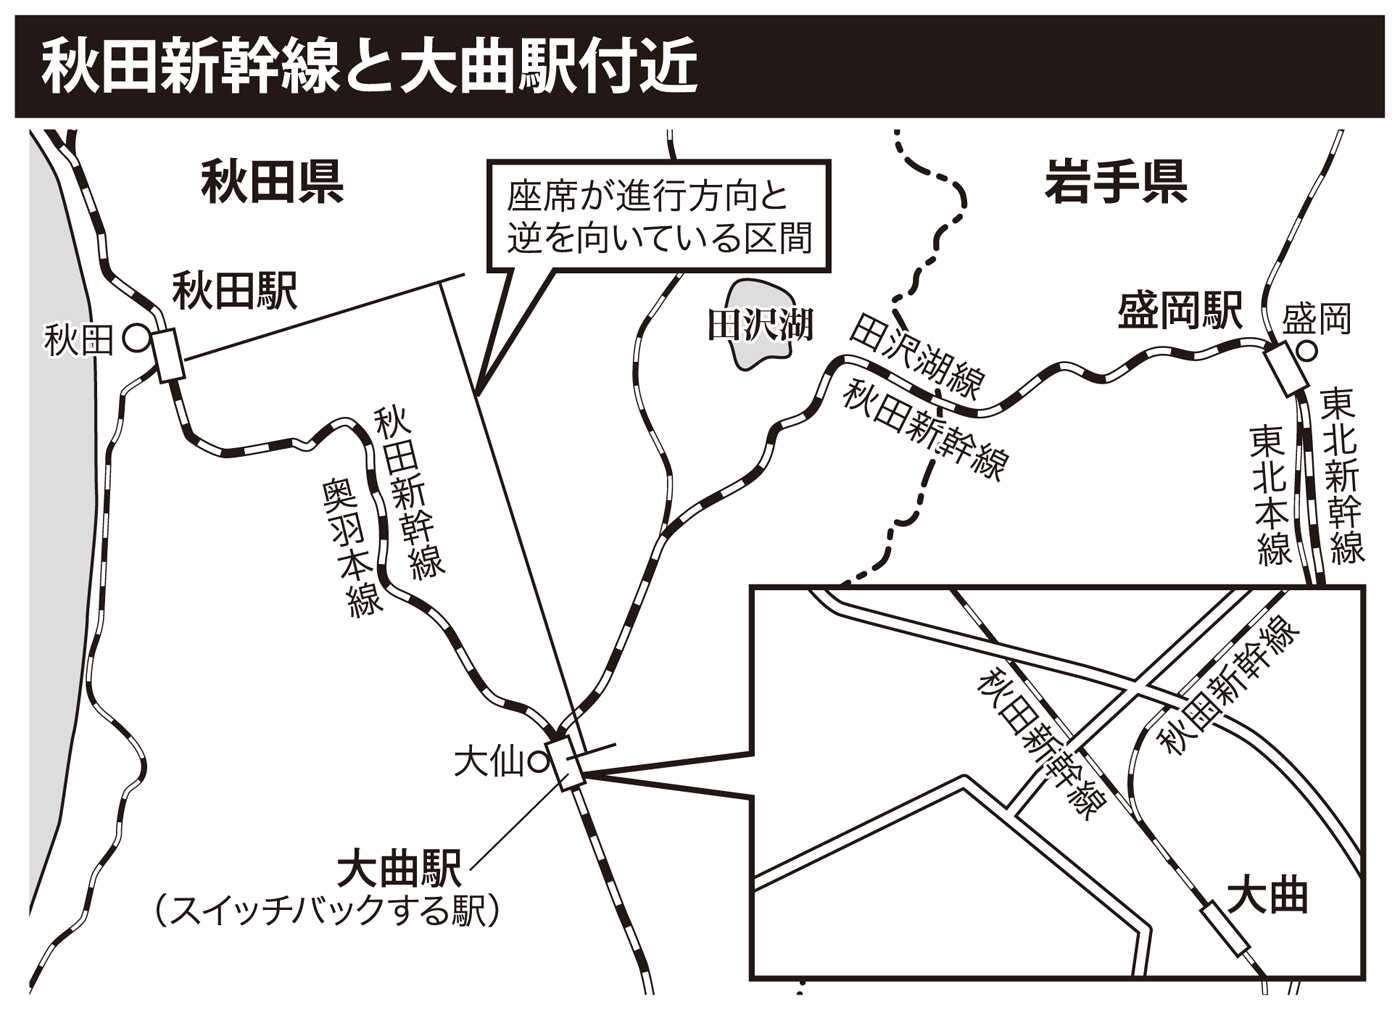 秋田新幹線と大曲駅付近
秋田県
岩手県
座席が進行方向と
逆を向いている区間
秋田駅
秋田
田沢湖
盛岡駅
盛岡
田沢湖線
秋田新幹線
秋田新幹線
奥羽本線
東北新幹線
東北本線
大仙
大曲駅
（スイッチバックする駅）
秋田新幹線
秋田新幹線
大曲